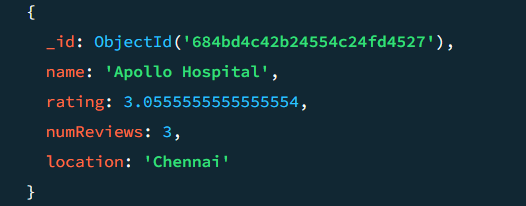 {
_id: ObjectId('684bd4c42b24554c24fd4527'),
name: 'Apollo Hospital',
rating: 3.0555555555555554,
numReviews: 3,
location: 'Chennai'
}